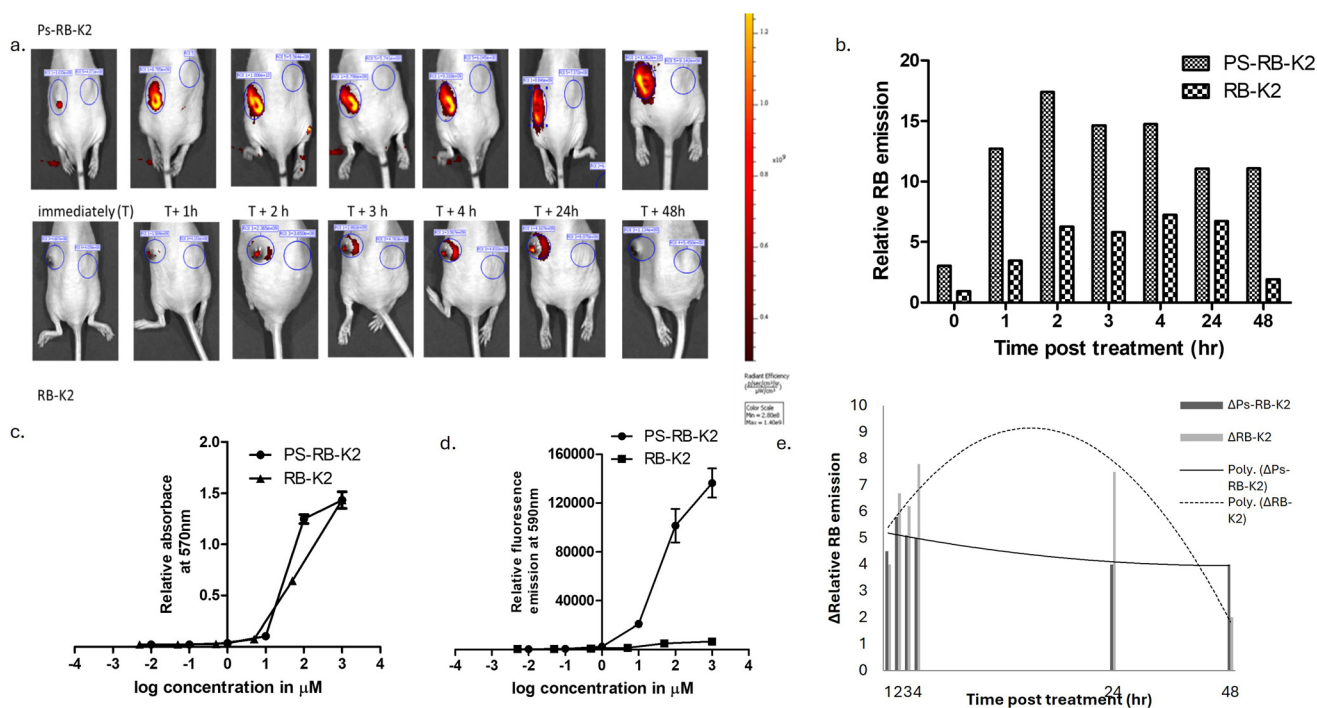 Ps-RB-K2
a.
immediately (T)
T+ 1h
T + 2 h
T + 3 h
T + 4 h
T + 24h
T + 48h
RB-K2
1.2
1.0
x10⁹
0.8
0.6
0.4
Radiant Efficiency
Color Scale
Min = 2.80e8
Max = 1.40e9
b.
PS-RB-K2
RB-K2
Relative RB emission
20
15
10
5
0
0 1 2 3 4 24 48
Time post treatment (hr)
c.
PS-RB-K2
RB-K2
Relative absorbace
at 570nm
2.0
1.5
1.0
0.5
-4 -3 -2 -1 0 1 2 3 4
log concentration in μM
d.
PS-RB-K2
RB-K2
Relative fluoresence
emission at 590nm
160000
120000
80000
40000
-4 -3 -2 -1 0 1 2 3 4
log concentration in μM
e.
ΔPs-RB-K2
ΔRB-K2
Poly. (ΔPs-
RB-K2)
Poly. (ΔRB-
K2)
ΔRelative RB emission
10
9
8
7
6
5
4
3
2
1
0
1 2 3 4 24 48
Time post treatment (hr)